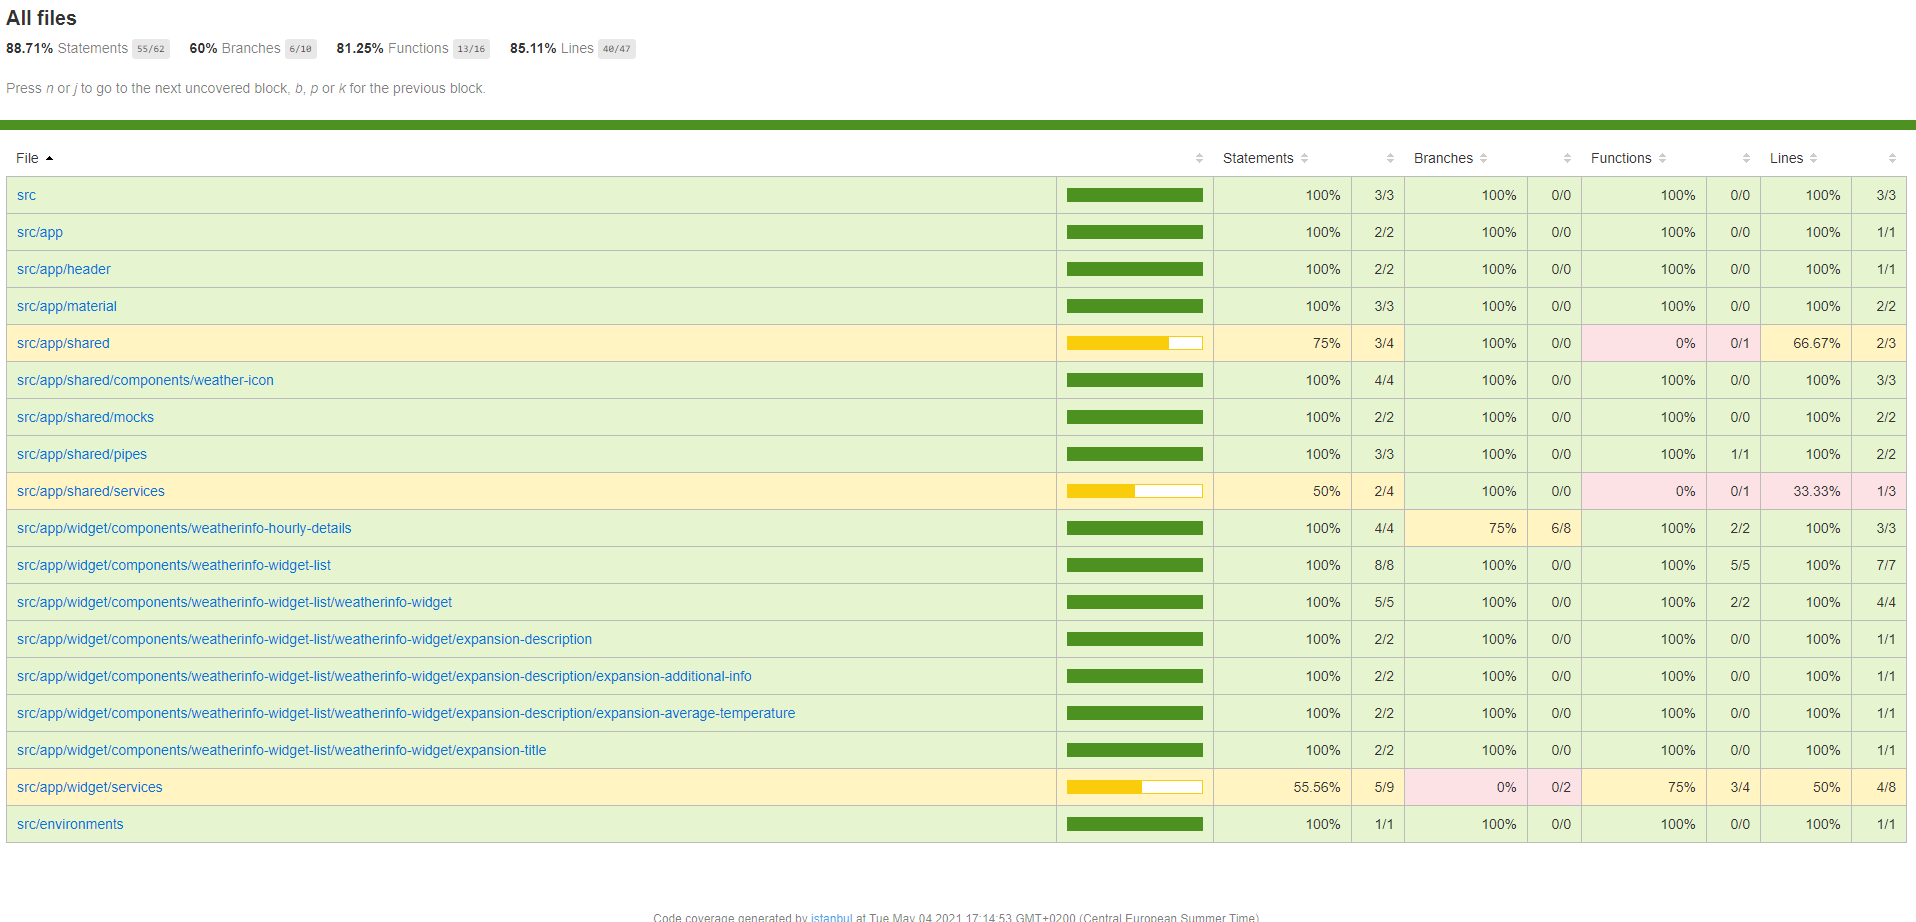 All files
88.71% Statements 55/62 60% Branches 6/10 81.25% Functions 13/16 85.11% Lines 40/47
Press n or j to go to the next uncovered block, b, p or k for the previous block.
File Statements Branches Functions Lines
src 100% 3/3 100% 0/0 100% 0/0 100% 3/3
src/app 100% 2/2 100% 0/0 100% 0/0 100% 1/1
src/app/header 100% 2/2 100% 0/0 100% 0/0 100% 1/1
src/app/material 100% 3/3 100% 0/0 100% 0/0 100% 2/2
src/app/shared 75% 3/4 100% 0/0 0% 0/1 66.67% 2/3
src/app/shared/components/weather-icon 100% 4/4 100% 0/0 100% 0/0 100% 3/3
src/app/shared/mocks 100% 2/2 100% 0/0 100% 0/0 100% 2/2
src/app/shared/pipes 100% 3/3 100% 0/0 100% 1/1 100% 2/2
src/app/shared/services 50% 2/4 100% 0/0 0% 0/1 33.33% 1/3
src/app/widget/components/weatherinfo-hourly-details 100% 4/4 75% 6/8 100% 2/2 100% 3/3
src/app/widget/components/weatherinfo-widget-list 100% 8/8 100% 0/0 100% 5/5 100% 7/7
src/app/widget/components/weatherinfo-widget-list/weatherinfo-widget 100% 5/5 100% 0/0 100% 2/2 100% 4/4
src/app/widget/components/weatherinfo-widget-list/weatherinfo-widget/expansion-description 100% 2/2 100% 0/0 100% 0/0 100% 1/1
src/app/widget/components/weatherinfo-widget-list/weatherinfo-widget/expansion-description/expansion-additional-info 100% 2/2 100% 0/0 100% 0/0 100% 1/1
src/app/widget/components/weatherinfo-widget-list/weatherinfo-widget/expansion-description/expansion-average-temperature 100% 2/2 100% 0/0 100% 0/0 100% 1/1
src/app/widget/components/weatherinfo-widget-list/weatherinfo-widget/expansion-title 100% 2/2 100% 0/0 100% 0/0 100% 1/1
src/app/widget/services 55.56% 5/9 0% 0/2 75% 3/4 50% 4/8
src/environments 100% 1/1 100% 0/0 100% 0/0 100% 1/1
Code coverage generated by istanbul at Tue May 04 2021 17:14:53 GMT+0200 (Central European Summer Time)